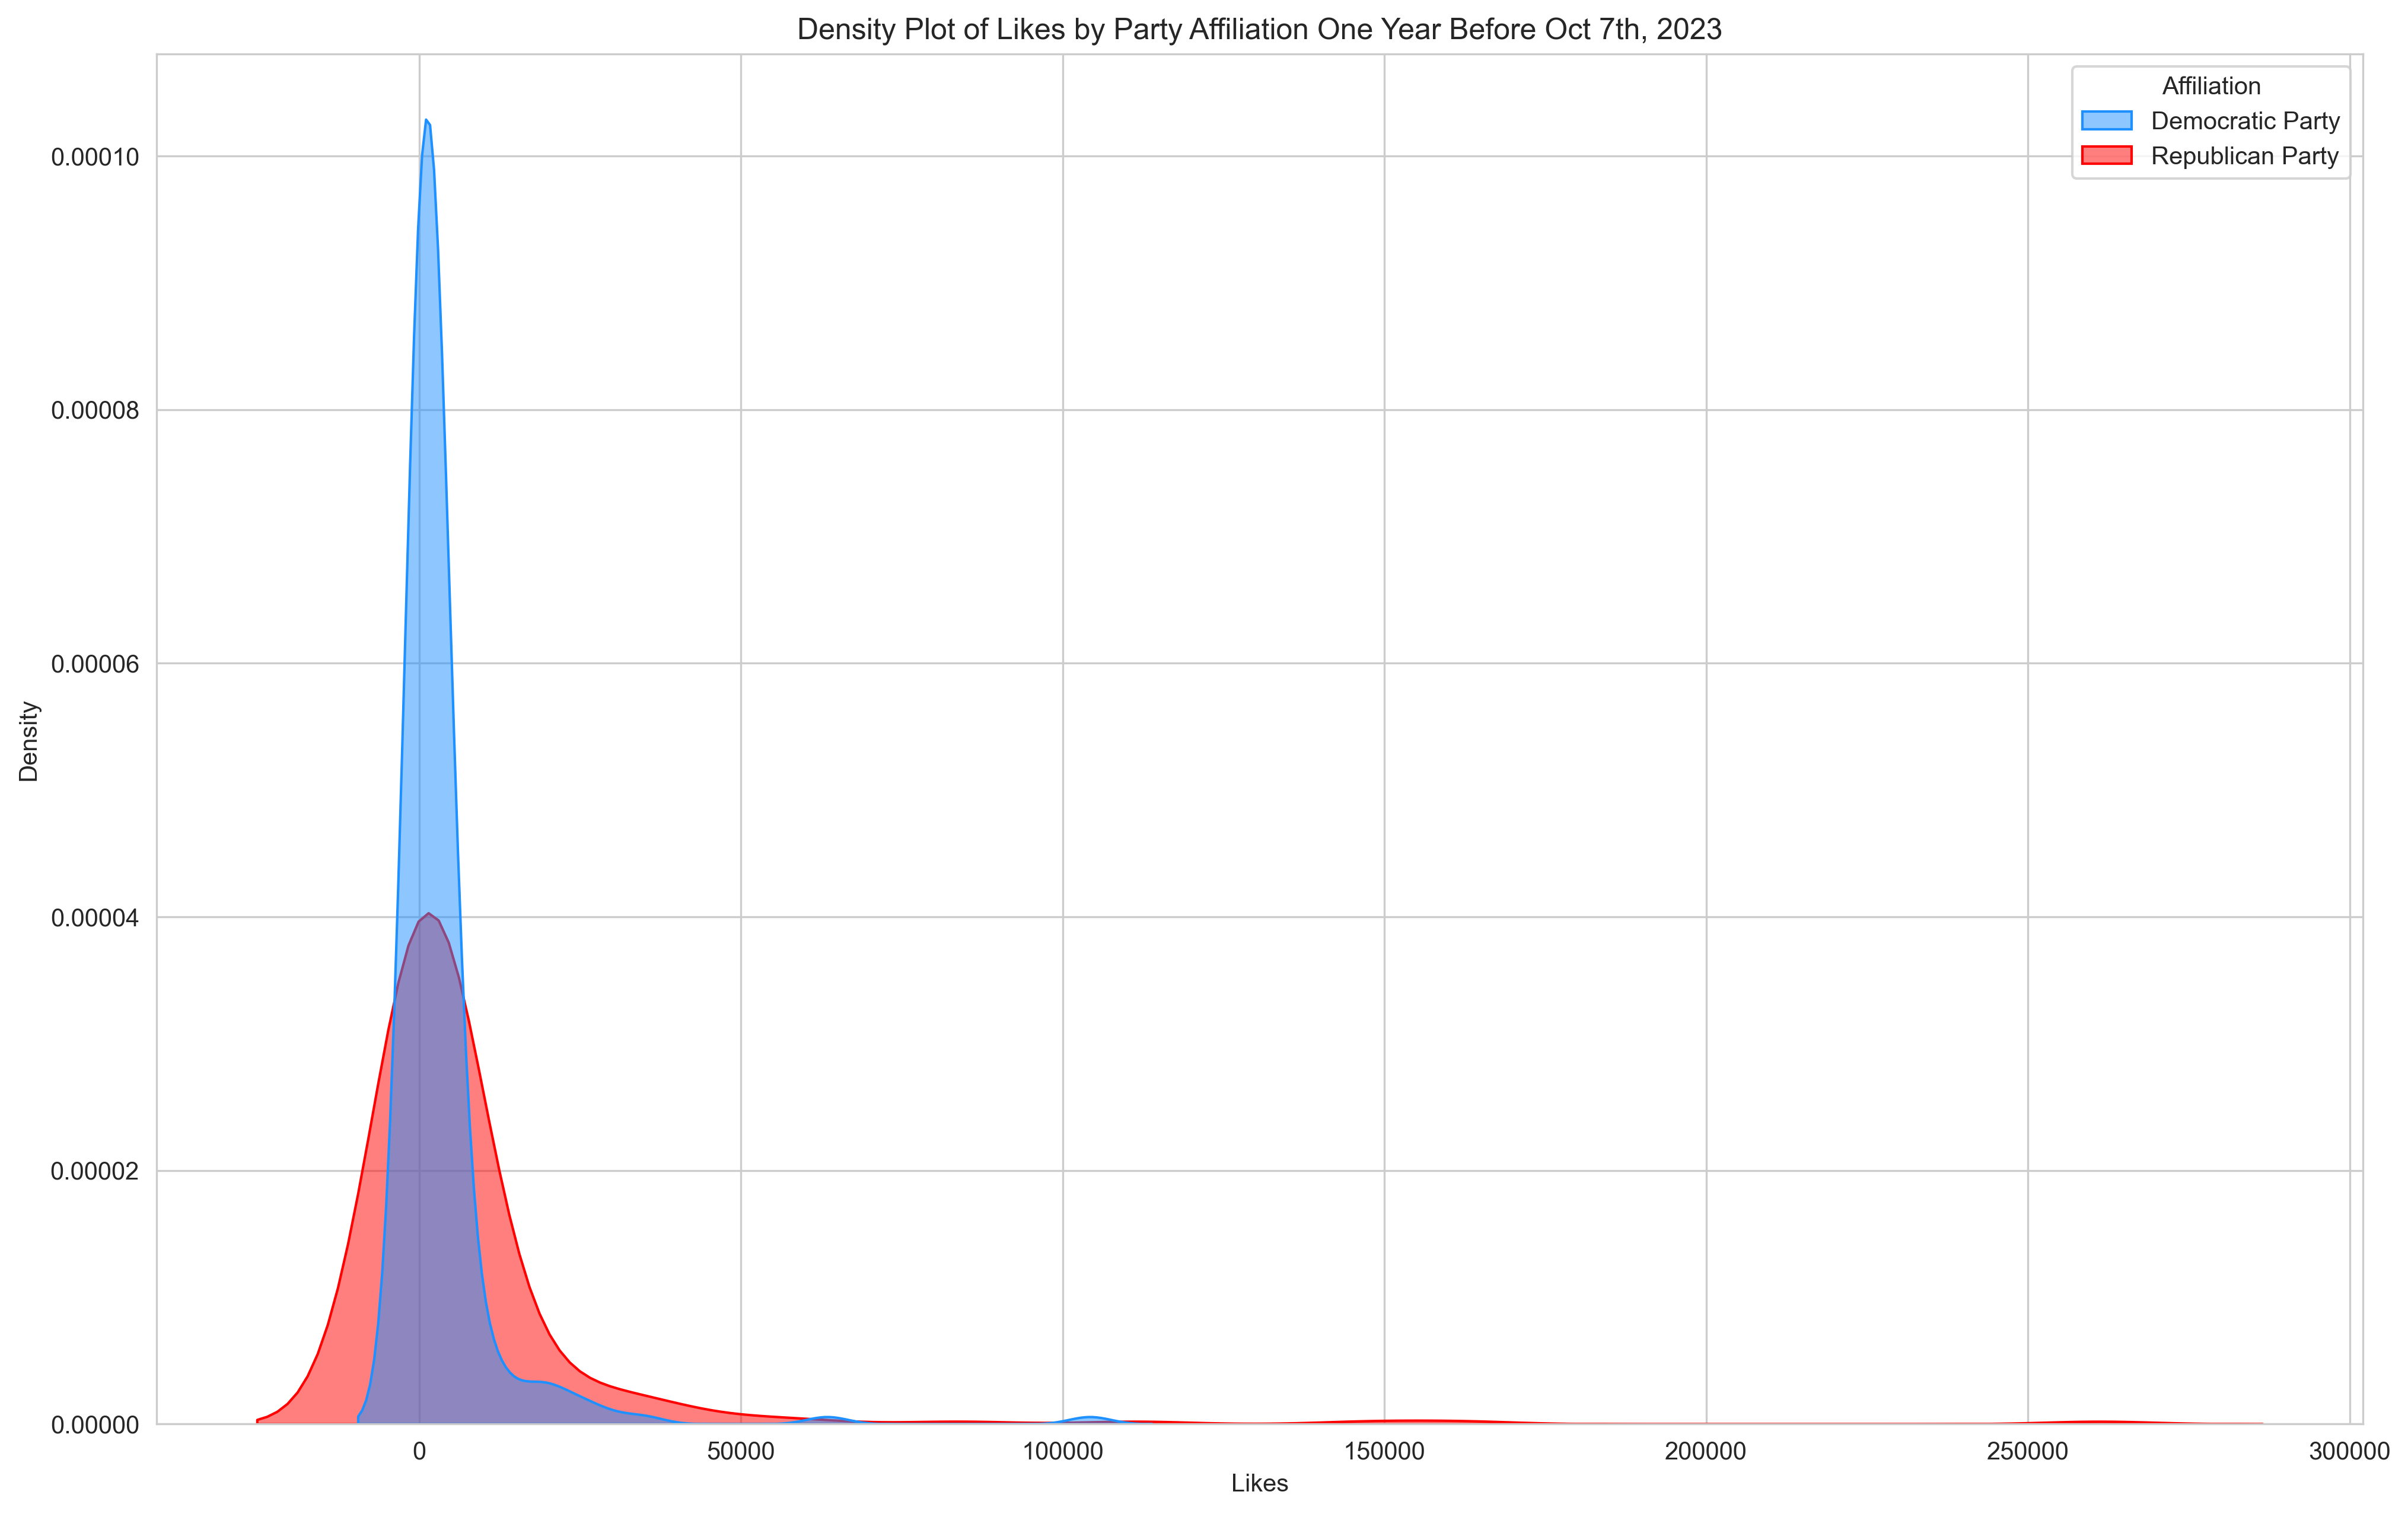 Density Plot of Likes by Party Affiliation One Year Before Oct 7th, 2023
Affiliation
Democratic Party
Republican Party
0.00010
0.00008
0.00006
0.00004
0.00002
0.00000
Density
0
50000
100000
150000
200000
250000
300000
Likes